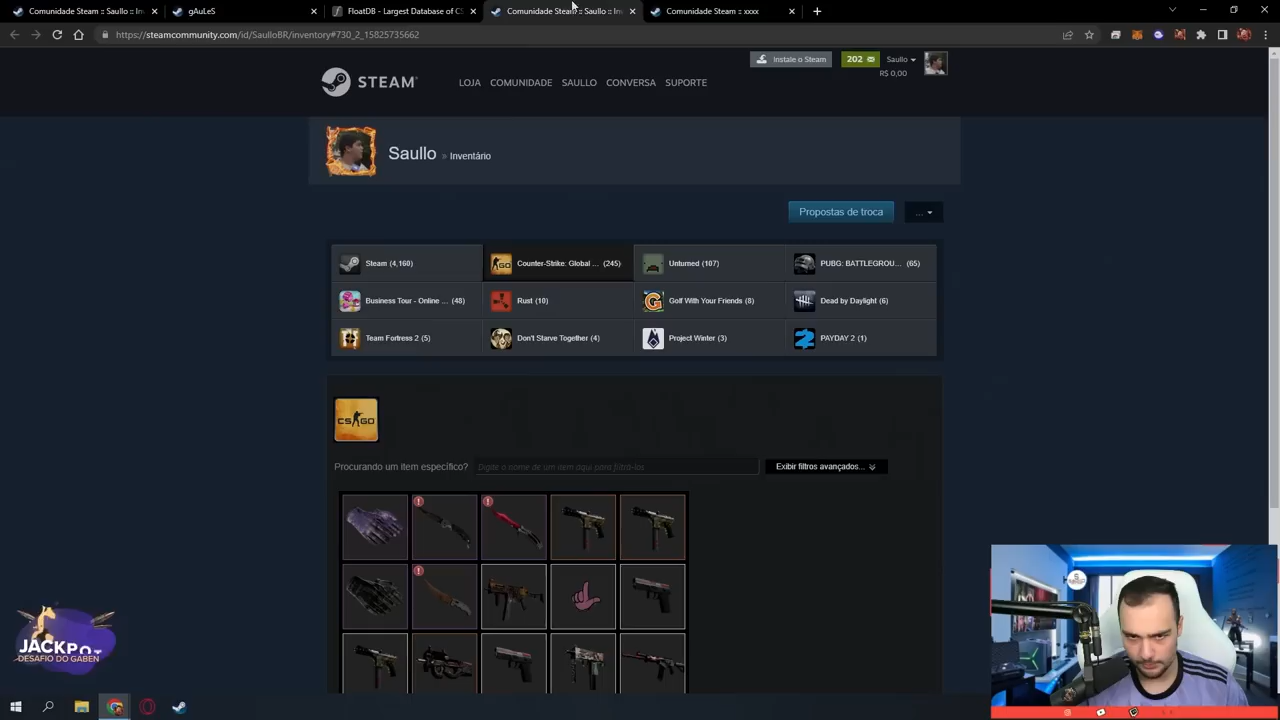 Comunidade Steam :: Saullo :: In
gAuLeS
FloatDB - Largest Database of CS
Comunidade Steam :: Saullo :: In
Comunidade Steam :: xxxx
https://steamcommunity.com/id/SaulloBR/inventory#730_2_15825735662
STEAM
LOJA COMUNIDADE SAULLO CONVERSA SUPORTE
Instale o Steam
202
Saullo
R$ 0,00
Saullo » Inventário
Propostas de troca
...
Steam (4,160)
Counter-Strike: Global ... (245)
Unturned (107)
PUBG: BATTLEGROU... (65)
Business Tour - Online ... (48)
Rust (10)
Golf With Your Friends (8)
Dead by Daylight (6)
Team Fortress 2 (5)
Don't Starve Together (4)
Project Winter (3)
PAYDAY 2 (1)
CS GO
Procurando um item específico?
Digite o nome de um item aqui para filtrá-los
Exibir filtros avançados...
JACKPOT
DESAFIO DO GABEN